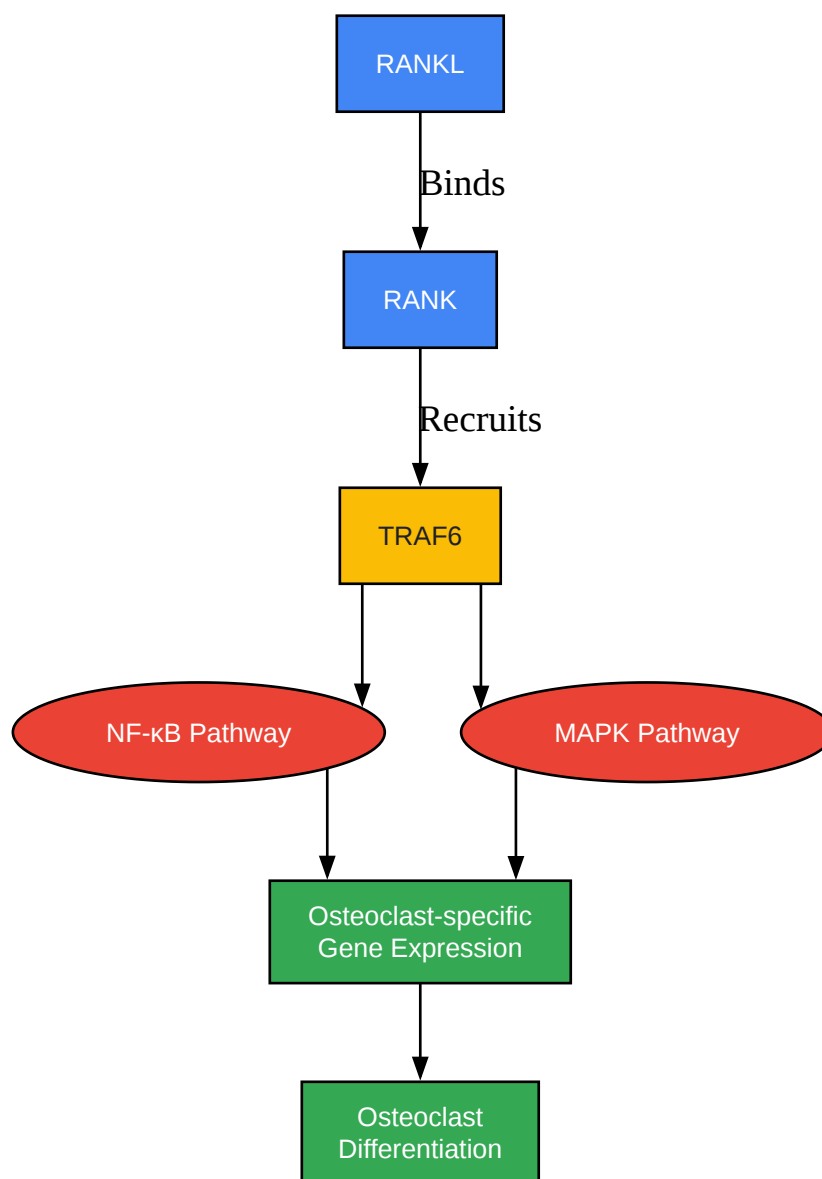 RANKL
Binds
RANK
Recruits
TRAF6
NF-κB Pathway
MAPK Pathway
Osteoclast-specific
Gene Expression
Osteoclast
Differentiation